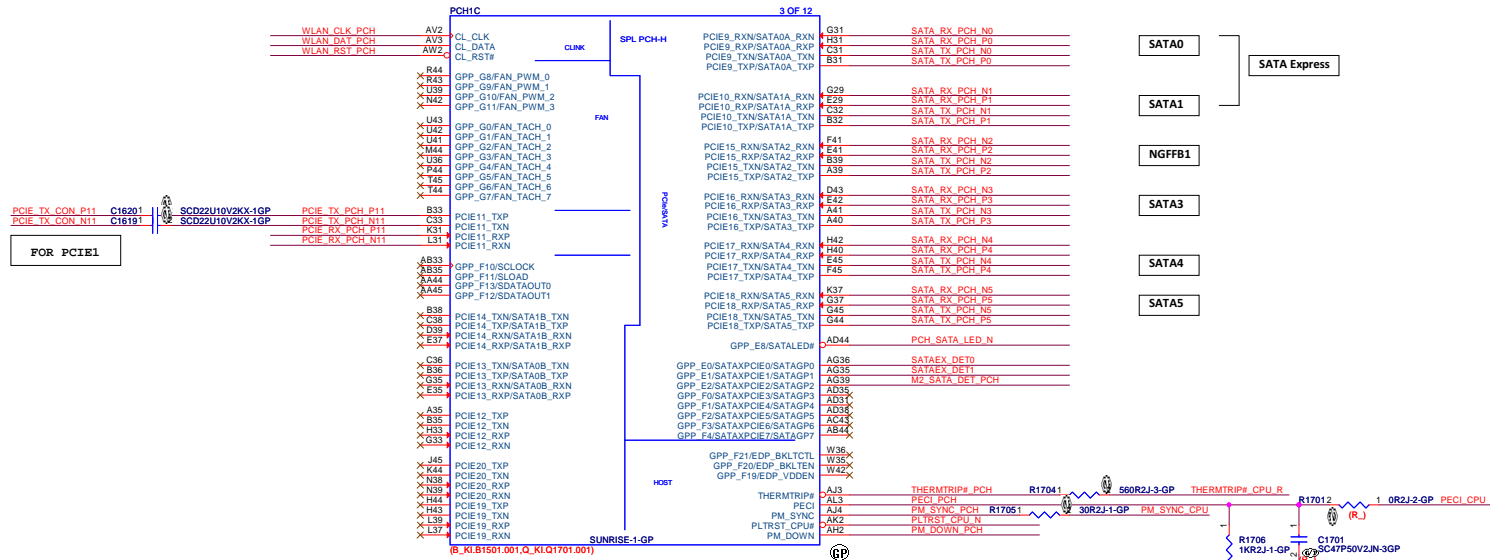 PCH1C 3 OF 12
SPL PCH-H
CLINK
FAN
PCIe/SATA
HOST
WLAN_CLK_PCH AV2 CL_CLK
WLAN_DAT_PCH AV3 CL_DATA
WLAN_RST_PCH AW2 CL_RST#
R44 GPP_G8/FAN_PWM_0
R43 GPP_G9/FAN_PWM_1
U39 GPP_G10/FAN_PWM_2
N42 GPP_G11/FAN_PWM_3
U43 GPP_G0/FAN_TACH_0
U42 GPP_G1/FAN_TACH_1
U41 GPP_G2/FAN_TACH_2
M44 GPP_G3/FAN_TACH_3
U36 GPP_G4/FAN_TACH_4
P44 GPP_G5/FAN_TACH_5
T45 GPP_G6/FAN_TACH_6
T44 GPP_G7/FAN_TACH_7
PCIE_TX_CON_P11 C1620 1 2 SCD22U10V2KX-1GP PCIE_TX_PCH_P11 B33 PCIE11_TXP
PCIE_TX_CON_N11 C1619 1 2 SCD22U10V2KX-1GP PCIE_TX_PCH_N11 C33 PCIE11_TXN
PCIE_RX_PCH_P11 K31 PCIE11_RXP
PCIE_RX_PCH_N11 L31 PCIE11_RXN
FOR PCIE1
AB33 GPP_F10/SCLOCK
AB35 GPP_F11/SLOAD
AA44 GPP_F13/SDATAOUT0
AA45 GPP_F12/SDATAOUT1
B38 PCIE14_TXN/SATA1B_TXN
C38 PCIE14_TXP/SATA1B_TXP
D39 PCIE14_RXN/SATA1B_RXN
E37 PCIE14_RXP/SATA1B_RXP
C36 PCIE13_TXN/SATA0B_TXN
B36 PCIE13_TXP/SATA0B_TXP
G35 PCIE13_RXN/SATA0B_RXN
E35 PCIE13_RXP/SATA0B_RXP
A35 PCIE12_TXP
B35 PCIE12_TXN
H33 PCIE12_RXP
G33 PCIE12_RXN
J45 PCIE20_TXP
K44 PCIE20_TXN
N38 PCIE20_RXP
N39 PCIE20_RXN
H44 PCIE19_TXP
H43 PCIE19_TXN
L39 PCIE19_RXP
L37 PCIE19_RXN
PCIE9_RXN/SATA0A_RXN G31 SATA_RX_PCH_N0
PCIE9_RXP/SATA0A_RXP H31 SATA_RX_PCH_P0
PCIE9_TXN/SATA0A_TXN C31 SATA_TX_PCH_N0
PCIE9_TXP/SATA0A_TXP B31 SATA_TX_PCH_P0
SATA0
SATA Express
PCIE10_RXN/SATA1A_RXN G29 SATA_RX_PCH_N1
PCIE10_RXP/SATA1A_RXP E29 SATA_RX_PCH_P1
PCIE10_TXN/SATA1A_TXN C32 SATA_TX_PCH_N1
PCIE10_TXP/SATA1A_TXP B32 SATA_TX_PCH_P1
SATA1
PCIE15_RXN/SATA2_RXN F41 SATA_RX_PCH_N2
PCIE15_RXP/SATA2_RXP E41 SATA_RX_PCH_P2
PCIE15_TXN/SATA2_TXN B39 SATA_TX_PCH_N2
PCIE15_TXP/SATA2_TXP A39 SATA_TX_PCH_P2
NGFFB1
PCIE16_RXN/SATA3_RXN D43 SATA_RX_PCH_N3
PCIE16_RXP/SATA3_RXP E42 SATA_RX_PCH_P3
PCIE16_TXN/SATA3_TXN A41 SATA_TX_PCH_N3
PCIE16_TXP/SATA3_TXP A40 SATA_TX_PCH_P3
SATA3
PCIE17_RXN/SATA4_RXN H42 SATA_RX_PCH_N4
PCIE17_RXP/SATA4_RXP H40 SATA_RX_PCH_P4
PCIE17_TXN/SATA4_TXN E45 SATA_TX_PCH_N4
PCIE17_TXP/SATA4_TXP F45 SATA_TX_PCH_P4
SATA4
PCIE18_RXN/SATA5_RXN K37 SATA_RX_PCH_N5
PCIE18_RXP/SATA5_RXP G37 SATA_RX_PCH_P5
PCIE18_TXN/SATA5_TXN G45 SATA_TX_PCH_N5
PCIE18_TXP/SATA5_TXP G44 SATA_TX_PCH_P5
SATA5
GPP_E8/SATALED# AD44 PCH_SATA_LED_N
GPP_E0/SATAXPCIE0/SATAGP0 AG36 SATAEX_DET0
GPP_E1/SATAXPCIE1/SATAGP1 AG35 SATAEX_DET1
GPP_E2/SATAXPCIE2/SATAGP2 AG39 M2_SATA_DET_PCH
GPP_F0/SATAXPCIE3/SATAGP3 AD35
GPP_F1/SATAXPCIE4/SATAGP4 AD31
GPP_F2/SATAXPCIE5/SATAGP5 AD38
GPP_F3/SATAXPCIE6/SATAGP6 AC43
GPP_F4/SATAXPCIE7/SATAGP7 AB44
GPP_F21/EDP_BKLTCTL W36
GPP_F20/EDP_BKLTEN W35
GPP_F19/EDP_VDDEN W42
THERMTRIP# AJ3 THERMTRIP#_PCH R1704 1 2 560R2J-3-GP THERMTRIP#_CPU_R
PECI AL3 PECI_PCH R1701 2 1 0R2J-2-GP PECI_CPU
(R_)
PM_SYNC AJ4 PM_SYNC_PCH R1705 1 2 30R2J-1-GP PM_SYNC_CPU
PLTRST_CPU# AK2 PLTRST_CPU_N
PM_DOWN AH2 PM_DOWN_PCH
1 R1706 1KR2J-1-GP
1 C1701 SC47P50V2JN-3GP 2
SUNRISE-1-GP
(B_KI.B1501.001,Q_KI.Q1701.001)
GP